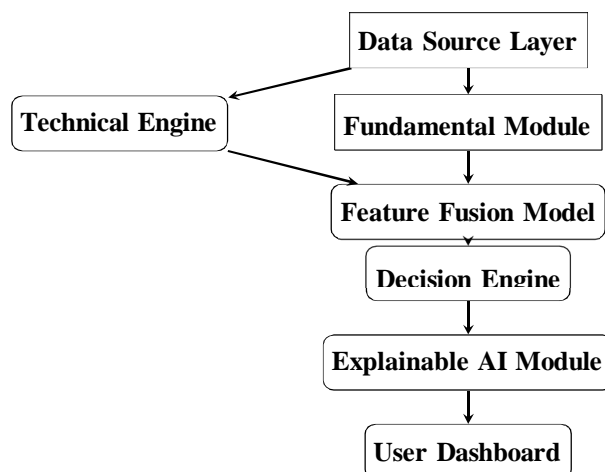 Data Source Layer
Technical Engine
Fundamental Module
Feature Fusion Model
Decision Engine
Explainable AI Module
User Dashboard